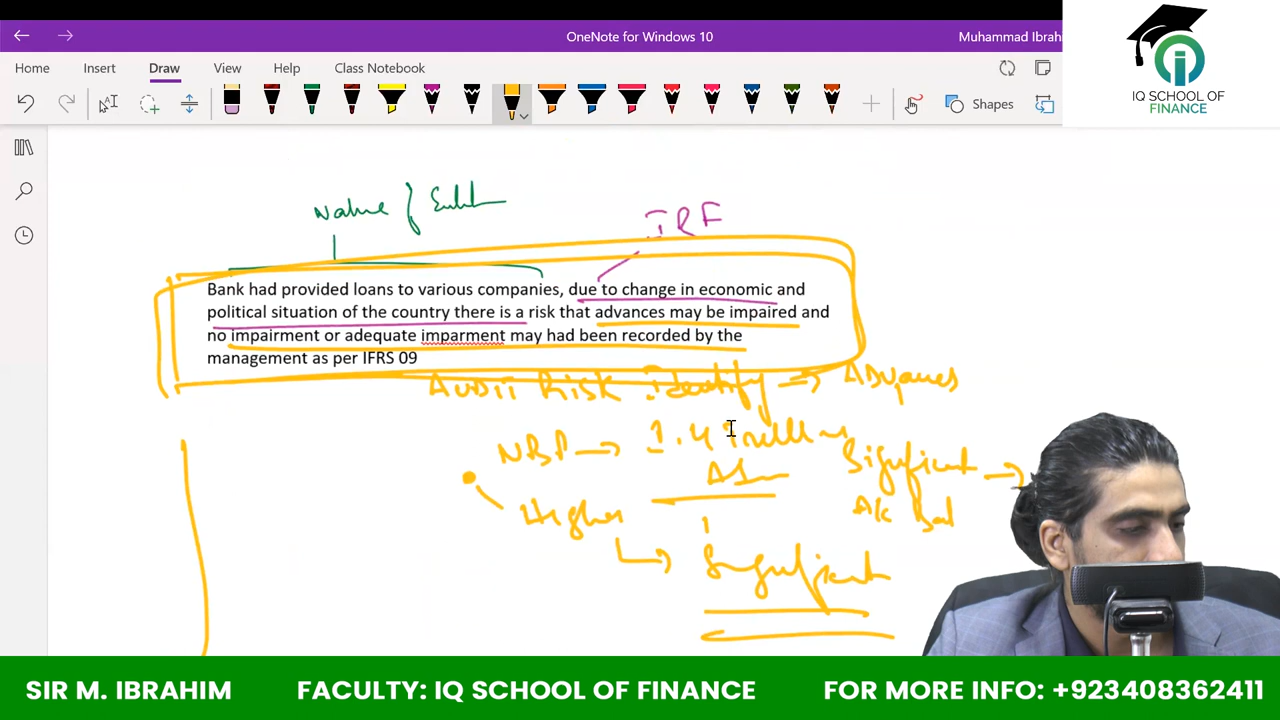 OneNote for Windows 10
Muhammad Ibrah
Home
Insert
Draw
View
Help
Class Notebook
Shapes
IQ SCHOOL OF
FINANCE
Nature of
IRF
Bank had provided loans to various companies, due to change in economic and
political situation of the country there is a risk that advances may be impaired and
no impairment or adequate imparment may had been recorded by the
management as per IFRS 09
Audit Risk Identify → Advances
NBP → 1.4 Trillion
Significant →
Higher
Significant
SIR M. IBRAHIM
FACULTY: IQ SCHOOL OF FINANCE
FOR MORE INFO: +923408362411